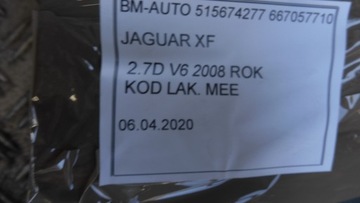 BM-AUTO 515674277 667057710
JAGUAR XF
2.7D V6 2008 ROK
KOD LAK. MEE
06.04.2020